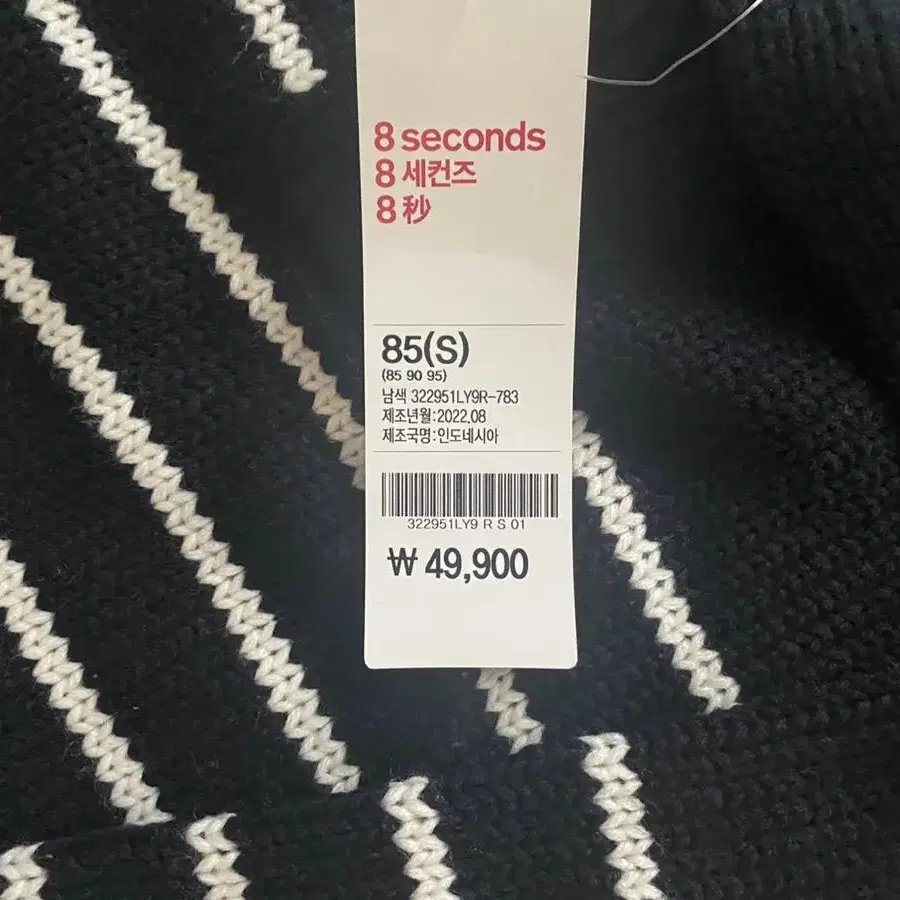 8 seconds
8 세컨즈
8 秒
85(S)
(85 90 95)
남색 322951LY9R-783
제조년월:2022.08
제조국명:인도네시아
322951LY9 R S 01
₩ 49,900